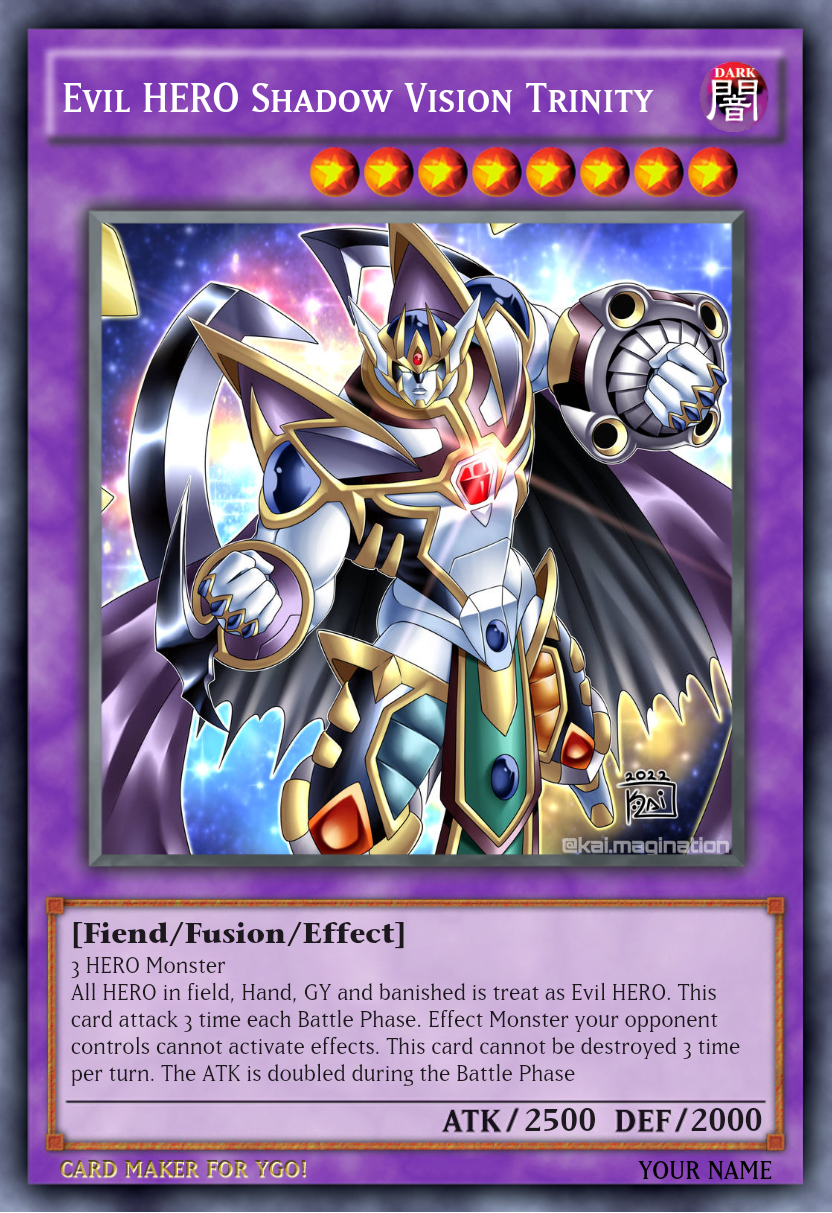 Evil HERO Shadow Vision Trinity
DARK
闇
2022
KAI
@kai.magination
[Fiend/Fusion/Effect]
3 HERO Monster
All HERO in field, Hand, GY and banished is treat as Evil HERO. This
card attack 3 time each Battle Phase. Effect Monster your opponent
controls cannot activate effects. This card cannot be destroyed 3 time
per turn. The ATK is doubled during the Battle Phase
ATK/2500 DEF/2000
CARD MAKER FOR YGO!
YOUR NAME